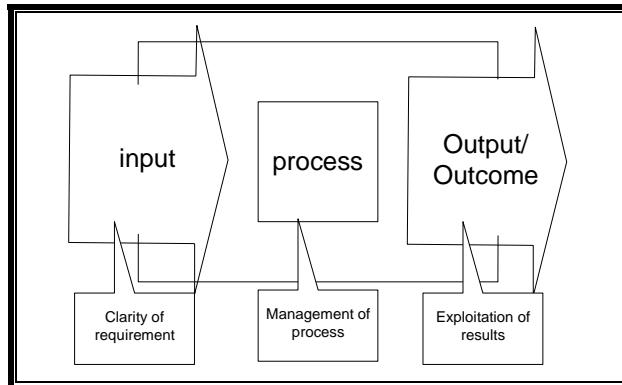 input
process
Output/
Outcome
Clarity of
requirement
Management of
process
Exploitation of
results